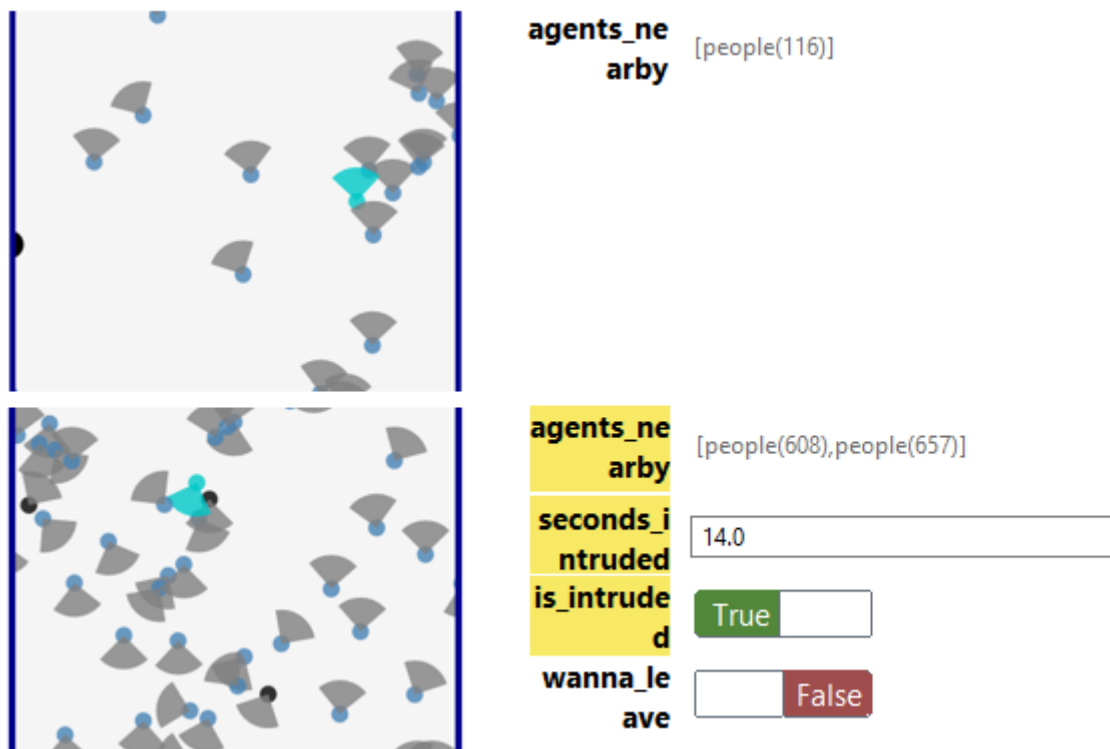 agents_ne
arby
[people(116)]
agents_ne
arby
[people(608),people(657)]
seconds_i
ntruded
14.0
is_intrude
d
True
wanna_le
ave
False